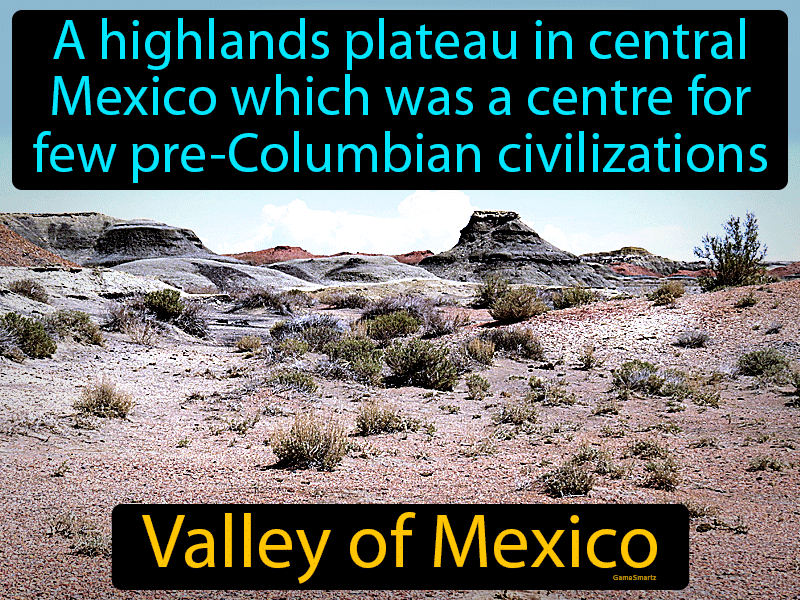 A highlands plateau in central
Mexico which was a centre for
few pre-Columbian civilizations
Valley of Mexico
GameSmartz